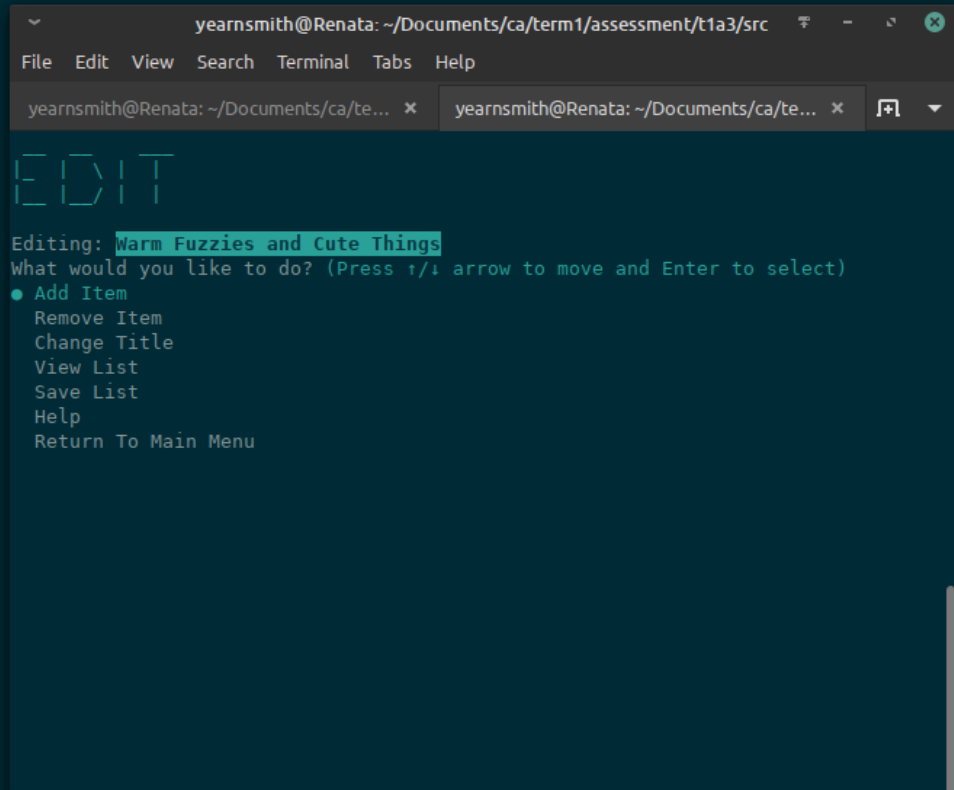 yearnsmith@Renata: ~/Documents/ca/term1/assessment/t1a3/src
File Edit View Search Terminal Tabs Help
yearnsmith@Renata: ~/Documents/ca/te... × yearnsmith@Renata: ~/Documents/ca/te... ×
EDIT
Editing: Warm Fuzzies and Cute Things
What would you like to do? (Press ↑/↓ arrow to move and Enter to select)
● Add Item
Remove Item
Change Title
View List
Save List
Help
Return To Main Menu